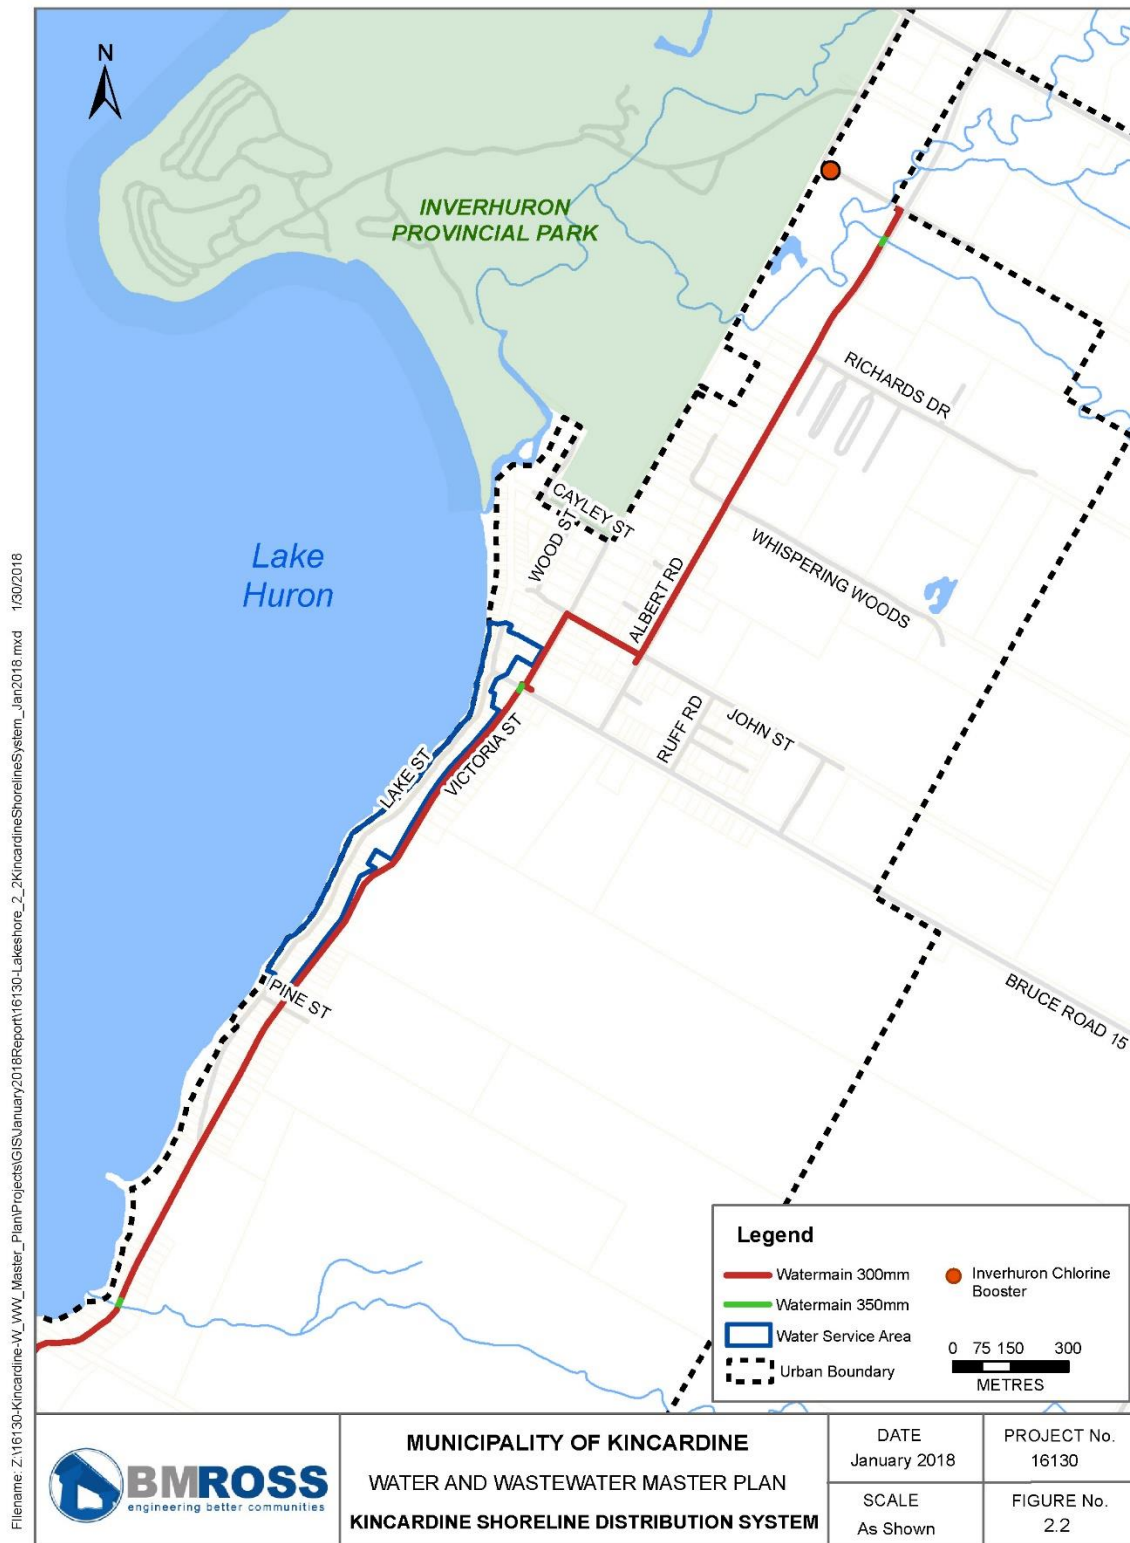 N
INVERHURON
PROVINCIAL PARK
RICHARDS DR
CAYLEY ST
WOOD ST
WHISPERING WOODS
ALBERT RD
Lake
Huron
RUFF RD
JOHN ST
LAKE ST
VICTORIA ST
PINE ST
BRUCE ROAD 15
Legend
Watermain 300mm
Watermain 350mm
Water Service Area
Urban Boundary
Inverhuron Chlorine
Booster
0 75 150 300
METRES
Filename: Z:\16130-Kincardine-W_WW_Master_Plan\Projects\GIS\January2018Report\16130-Lakeshore_2_2KincardineShorelineSystem_Jan2018.mxd 1/30/2018
BMROSS
engineering better communities
MUNICIPALITY OF KINCARDINE
WATER AND WASTEWATER MASTER PLAN
KINCARDINE SHORELINE DISTRIBUTION SYSTEM
DATE
January 2018
PROJECT No.
16130
SCALE
As Shown
FIGURE No.
2.2